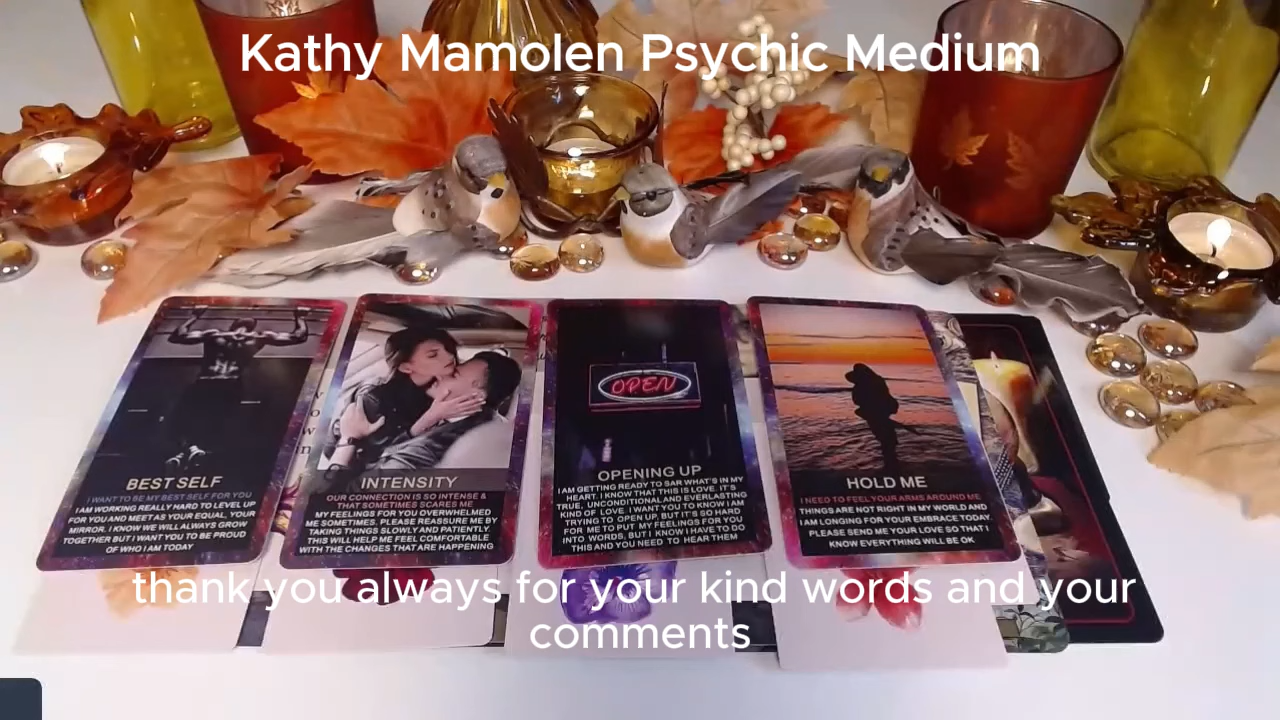 Kathy Mamolen Psychic Medium
OPEN
BEST SELF
I WANT TO BE MY BEST SELF FOR YOU
I AM WORKING REALLY HARD TO LEVEL UP
FOR YOU AND MEET AS YOUR EQUAL, YOUR
MIRROR. I KNOW WE WILL ALWAYS GROW
TOGETHER BUT I WANT YOU TO BE PROUD
OF WHO I AM TODAY
INTENSITY
OUR CONNECTION IS SO INTENSE &
THAT SOMETIMES SCARES ME
MY FEELINGS FOR YOU OVERWHELMED
ME SOMETIMES. PLEASE REASSURE ME BY
TAKING THINGS SLOWLY AND PATIENTLY.
THIS WILL HELP ME FEEL COMFORTABLE
WITH THE CHANGES THAT ARE HAPPENING
OPENING UP
I AM GETTING READY TO SAR WHAT'S IN MY
HEART. I KNOW THAT THIS IS LOVE. IT'S
TRUE, UNCONDITIONAL AND EVERLASTING
KIND OF LOVE. I WANT YOU TO KNOW I AM
TRYING TO OPEN UP, BUT IT'S SO HARD
FOR ME TO PUT MY FEELINGS FOR YOU
INTO WORDS, BUT I KNOW I HAVE TO DO
THIS AND YOU NEED TO HEAR THEM
HOLD ME
I NEED TO FEEL YOUR ARMS AROUND ME
THINGS ARE NOT RIGHT IN MY WORLD AND
I AM LONGING FOR YOUR EMBRACE TODAY.
PLEASE SEND ME YOUR LOVE SO THAT I
KNOW EVERYTHING WILL BE OK
thank you always for your kind words and your
comments